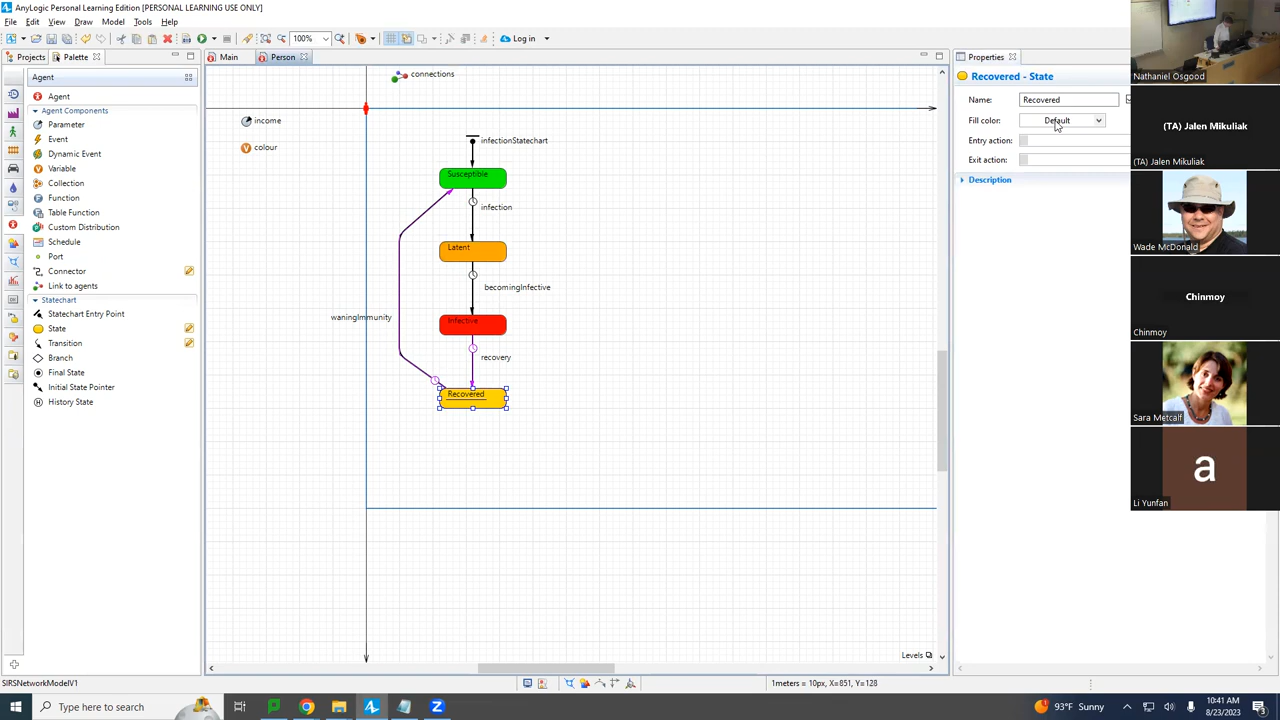 AnyLogic Personal Learning Edition [PERSONAL LEARNING USE ONLY]
File Edit View Draw Model Tools Help
100%
Log in
Projects
Palette
Main
Person
Properties
Agent
Agent
Agent Components
Parameter
Event
Dynamic Event
Variable
Collection
Function
Table Function
Custom Distribution
Schedule
Port
Connector
Link to agents
Statechart
Statechart Entry Point
State
Transition
Branch
Final State
Initial State Pointer
History State
connections
income
colour
infectionStatechart
Susceptible
infection
Latent
becomingInfective
waningImmunity
Infective
recovery
Recovered
Levels
Recovered - State
Name: Recovered
Fill color: Default
Entry action:
Exit action:
Description
Nathaniel Osgood
(TA) Jalen Mikuliak
(TA) Jalen Mikuliak
Wade McDonald
Chinmoy
Chinmoy
Sara Metcalf
a
Li Yunfan
SIRSNetworkModelV1
1meters = 10px, X=851, Y=128
Type here to search
93°F Sunny
10:41 AM
8/23/2023
3